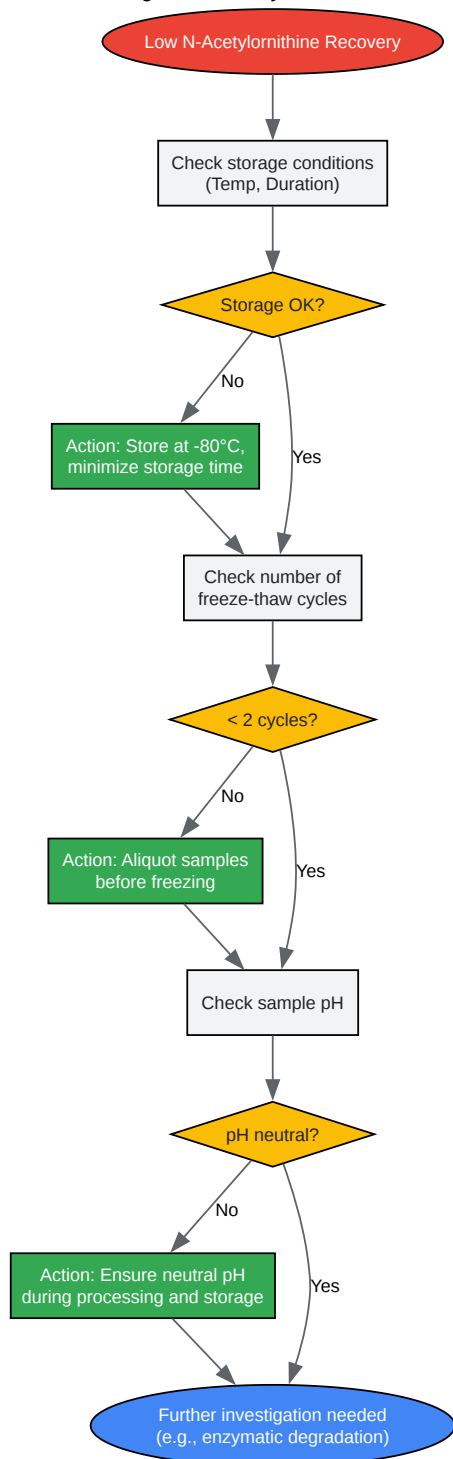 Low N-Acetylornithine Recovery
Check storage conditions
(Temp, Duration)
Storage OK?
No
Yes
Action: Store at -80°C,
minimize storage time
Check number of
freeze-thaw cycles
< 2 cycles?
No
Yes
Action: Aliquot samples
before freezing
Check sample pH
pH neutral?
No
Yes
Action: Ensure neutral pH
during processing and storage
Further investigation needed
(e.g., enzymatic degradation)